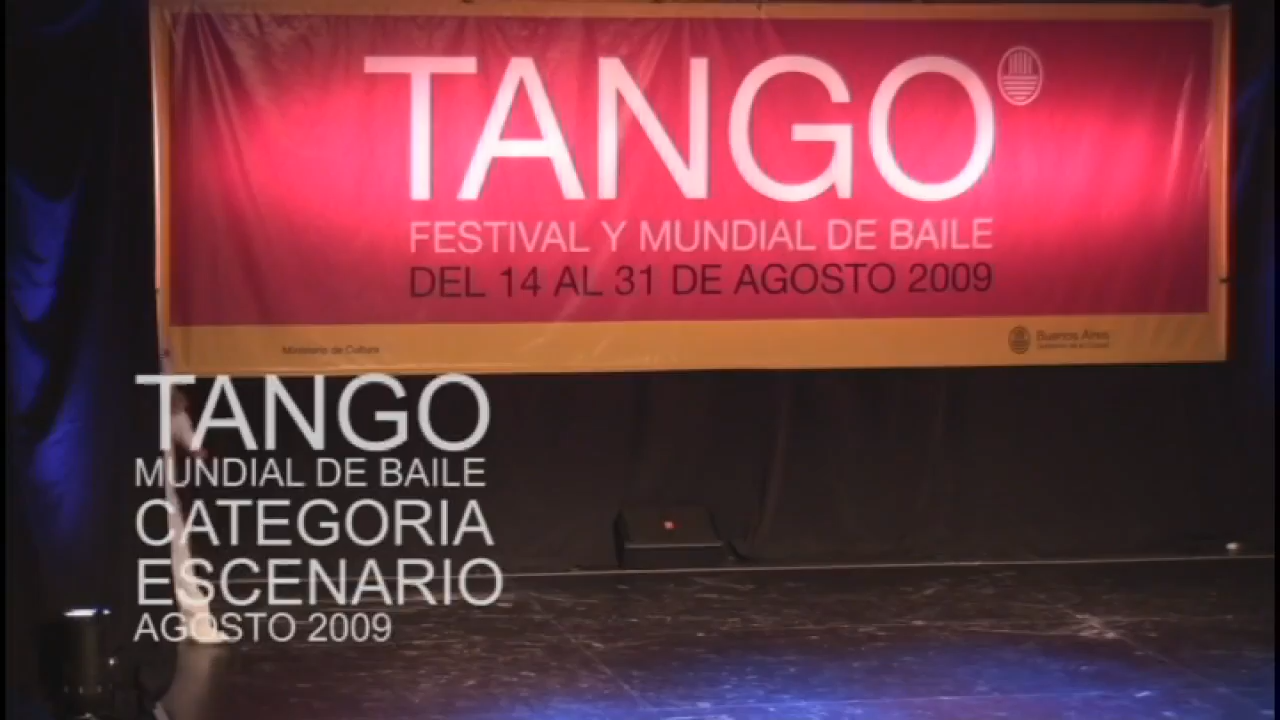 TANGO
FESTIVAL Y MUNDIAL DE BAILE
DEL 14 AL 31 DE AGOSTO 2009
Ministerio de Cultura
Buenos Aires
TANGO
MUNDIAL DE BAILE
CATEGORIA
ESCENARIO
AGOSTO 2009